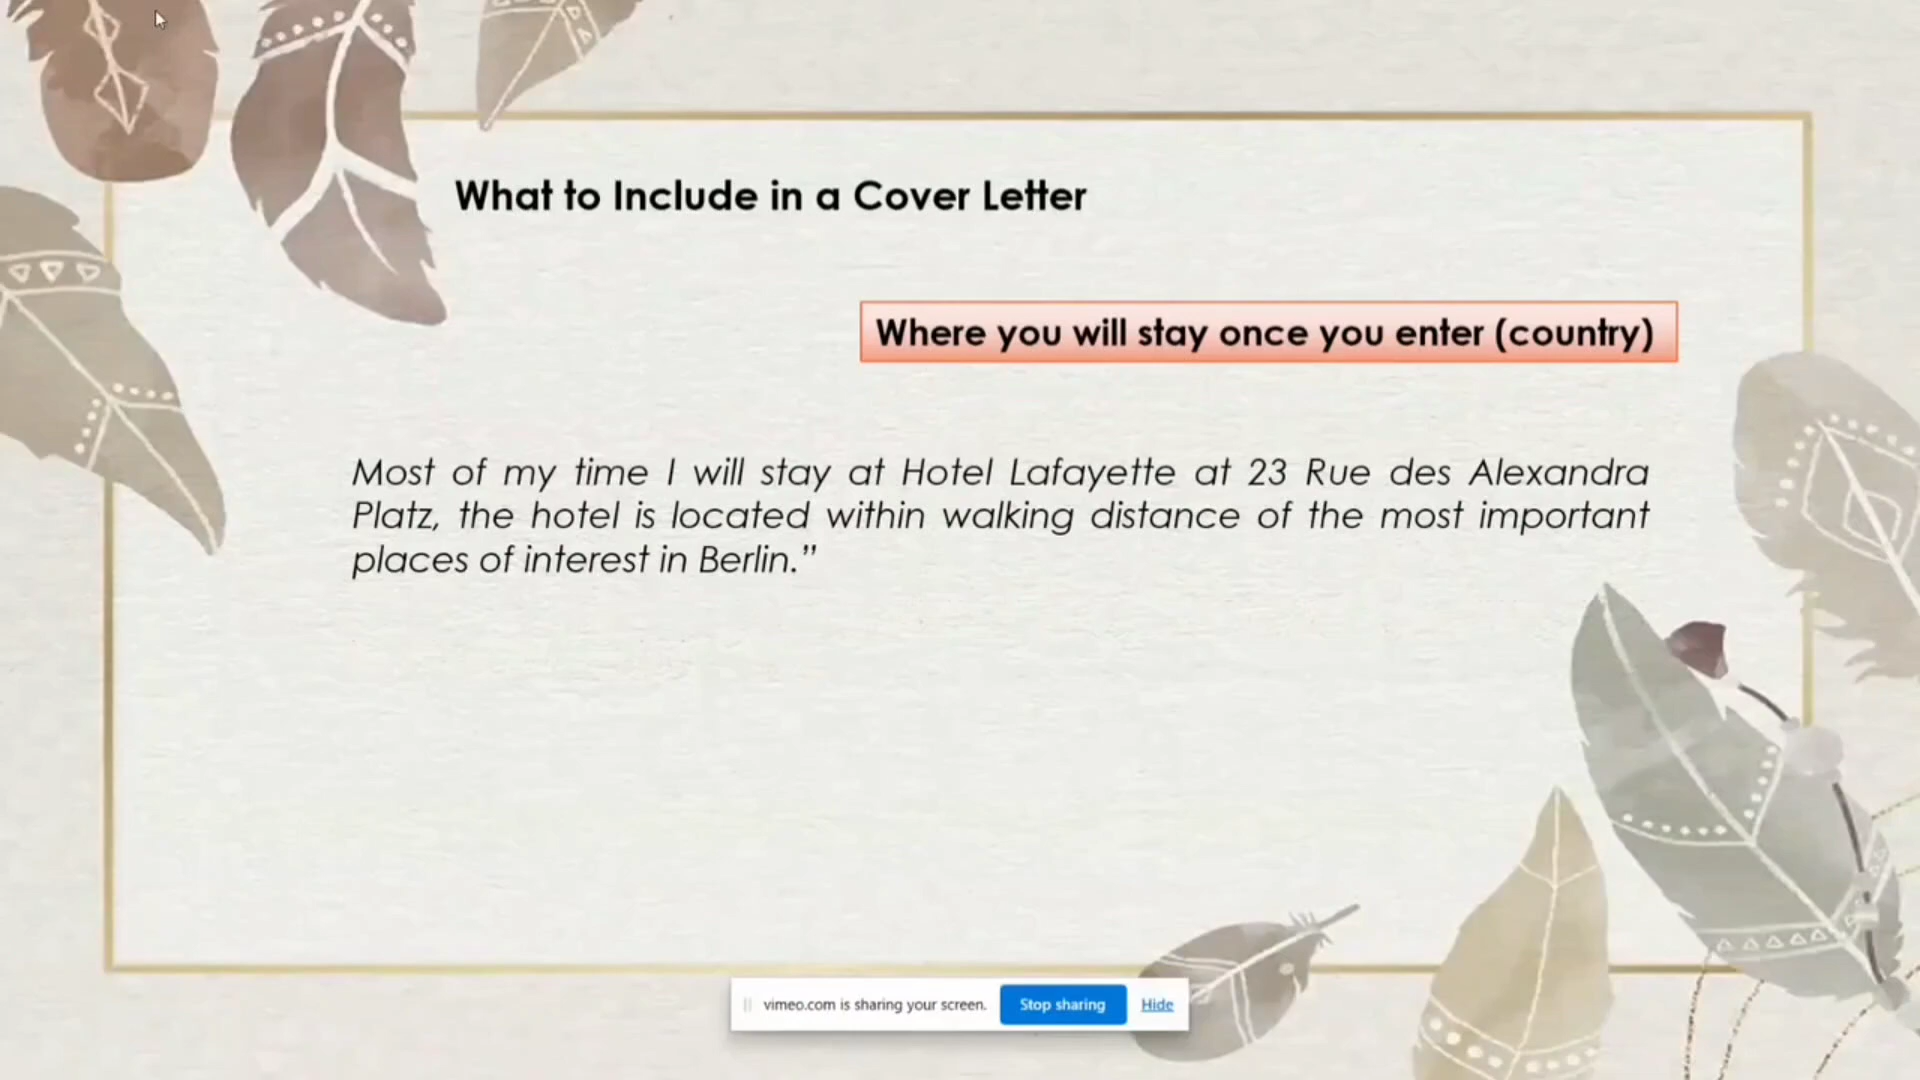 What to Include in a Cover Letter
Where you will stay once you enter (country)
Most of my time I will stay at Hotel Lafayette at 23 Rue des Alexandra
Platz, the hotel is located within walking distance of the most important
places of interest in Berlin.”
vimeo.com is sharing your screen. Stop sharing Hide